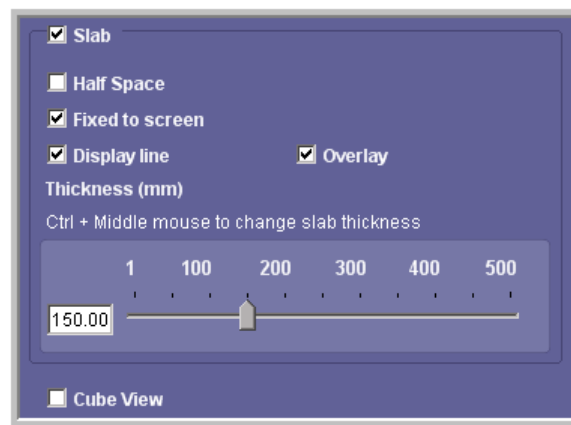 Slab
Half Space
Fixed to screen
Display line Overlay
Thickness (mm)
Ctrl + Middle mouse to change slab thickness
1 100 200 300 400 500
150.00
Cube View